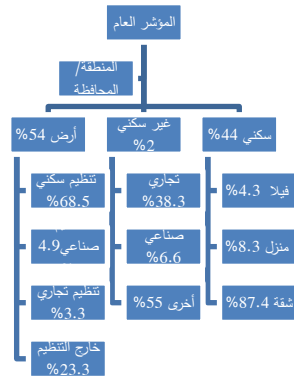 المؤشر العام
المنطقة/
المحافظة
سكني 44%
غير سكني
2%
أرض 54%
فيلا 4.3%
تجاري
38.3%
تنظيم سكني
68.5%
منزل 8.3%
صناعي
6.6%
صناعي4.9
شقة 87.4%
أخرى 55%
تنظيم تجاري
3.3%
خارج التنظيم
23.3%